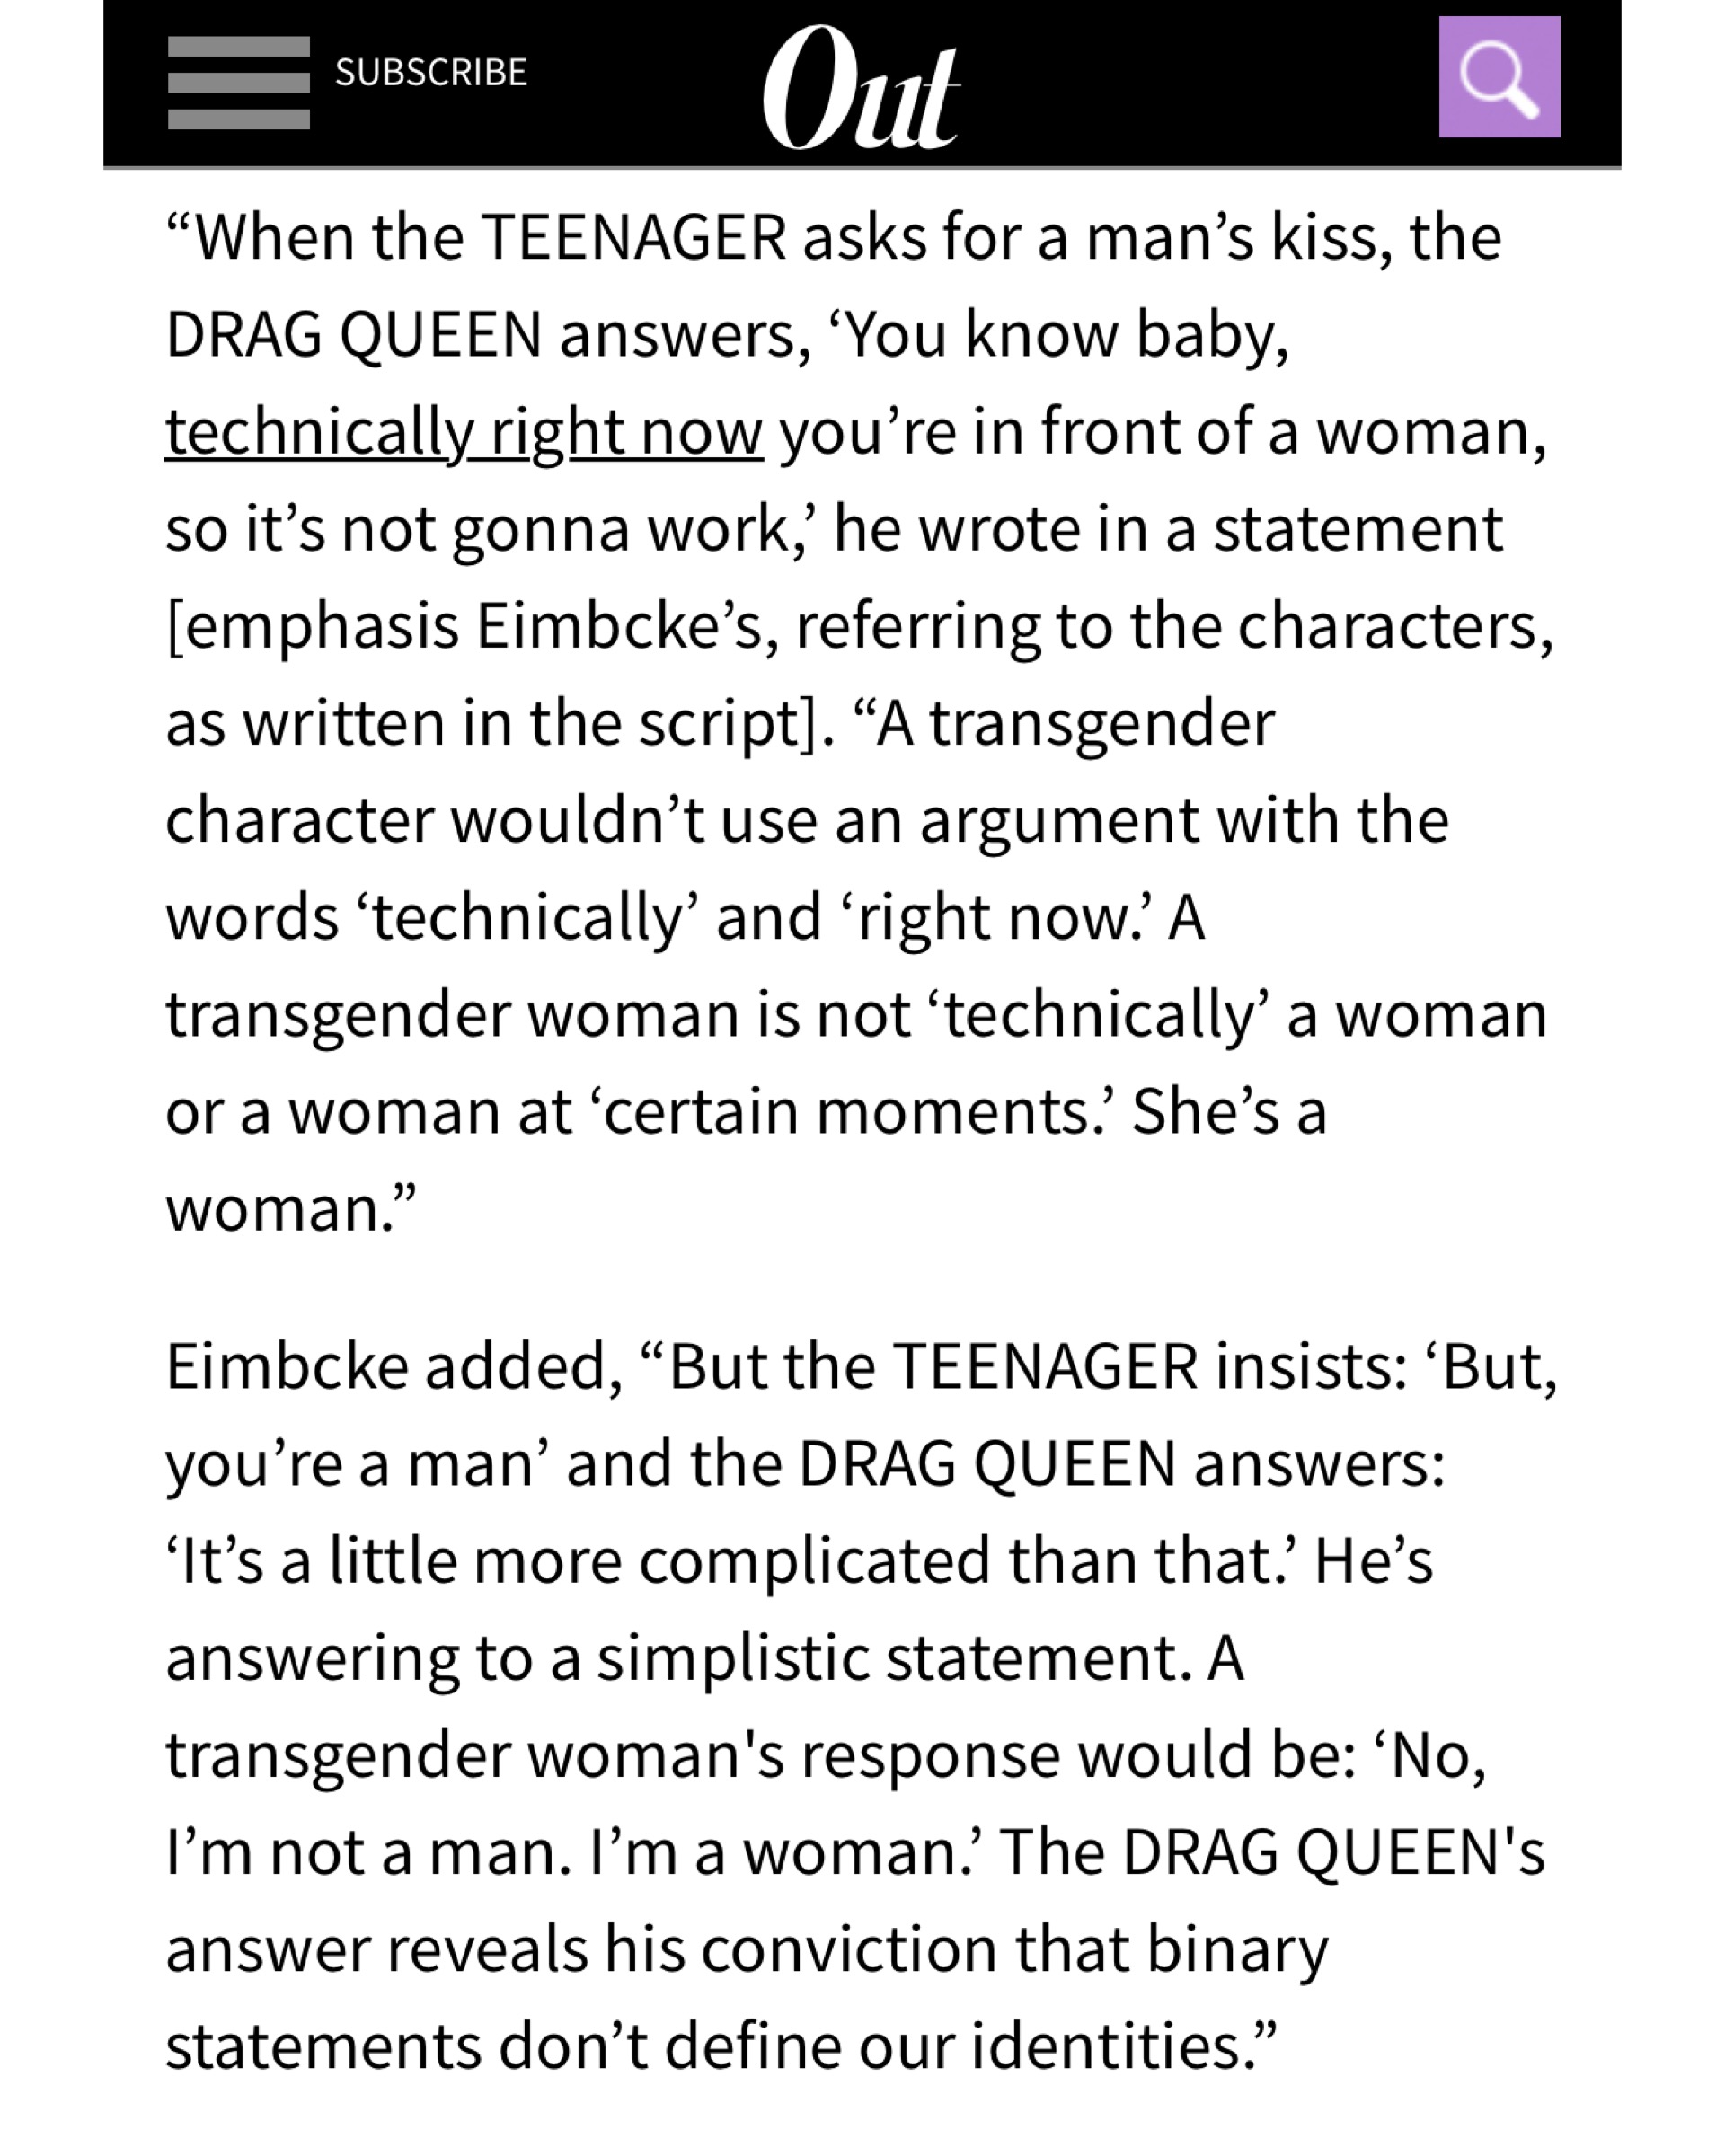 SUBSCRIBE
Out
“When the TEENAGER asks for a man’s kiss, the
DRAG QUEEN answers, ‘You know baby,
technically right now you’re in front of a woman,
so it’s not gonna work,’ he wrote in a statement
[emphasis Eimbcke’s, referring to the characters,
as written in the script]. “A transgender
character wouldn’t use an argument with the
words ‘technically’ and ‘right now.’ A
transgender woman is not ‘technically’ a woman
or a woman at ‘certain moments.’ She’s a
woman.”
Eimbcke added, “But the TEENAGER insists: ‘But,
you’re a man’ and the DRAG QUEEN answers:
‘It’s a little more complicated than that.’ He’s
answering to a simplistic statement. A
transgender woman's response would be: ‘No,
I’m not a man. I’m a woman.’ The DRAG QUEEN's
answer reveals his conviction that binary
statements don’t define our identities.”